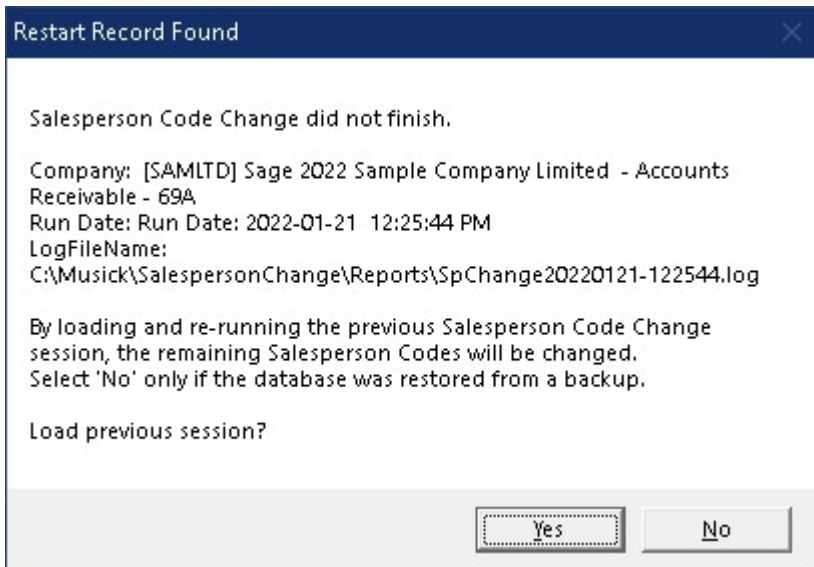 Restart Record Found
Salesperson Code Change did not finish.
Company: [SAMLTD] Sage 2022 Sample Company Limited - Accounts
Receivable - 69A
Run Date: Run Date: 2022-01-21 12:25:44 PM
LogFileName:
C:\Musick\SalespersonChange\Reports\SpChange20220121-122544.log
By loading and re-running the previous Salesperson Code Change
session, the remaining Salesperson Codes will be changed.
Select 'No' only if the database was restored from a backup.
Load previous session?
Yes
No